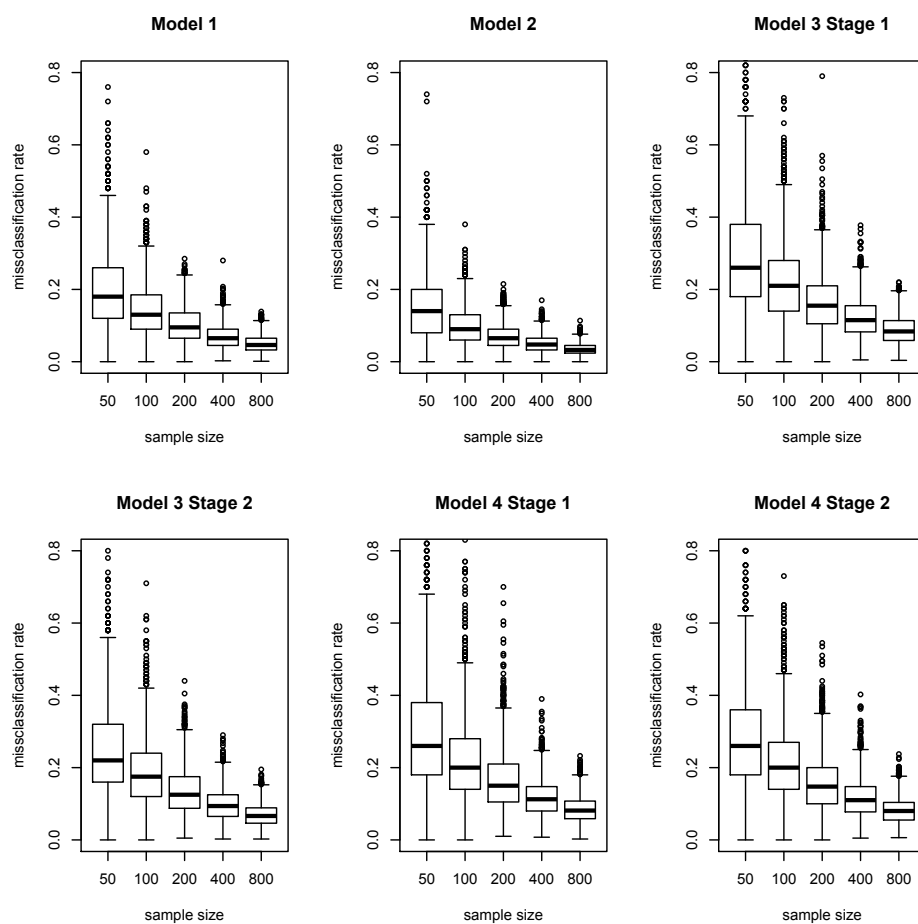 Model 1
Model 2
Model 3 Stage 1
missclassification rate
0.0 0.2 0.4 0.6 0.8
50 100 200 400 800
sample size
missclassification rate
0.0 0.2 0.4 0.6 0.8
50 100 200 400 800
sample size
missclassification rate
0.0 0.2 0.4 0.6 0.8
50 100 200 400 800
sample size
Model 3 Stage 2
Model 4 Stage 1
Model 4 Stage 2
missclassification rate
0.0 0.2 0.4 0.6 0.8
50 100 200 400 800
sample size
missclassification rate
0.0 0.2 0.4 0.6 0.8
50 100 200 400 800
sample size
missclassification rate
0.0 0.2 0.4 0.6 0.8
50 100 200 400 800
sample size